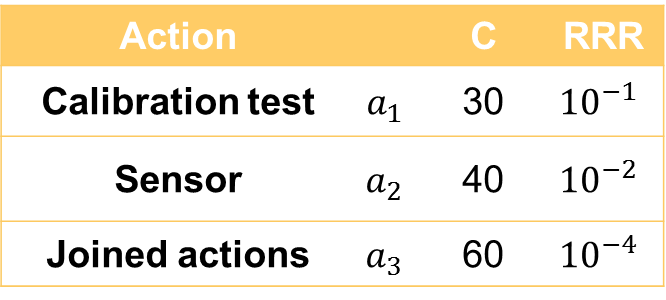 Action C RRR
Calibration test a₁ 30 10⁻¹
Sensor a₂ 40 10⁻²
Joined actions a₃ 60 10⁻⁴